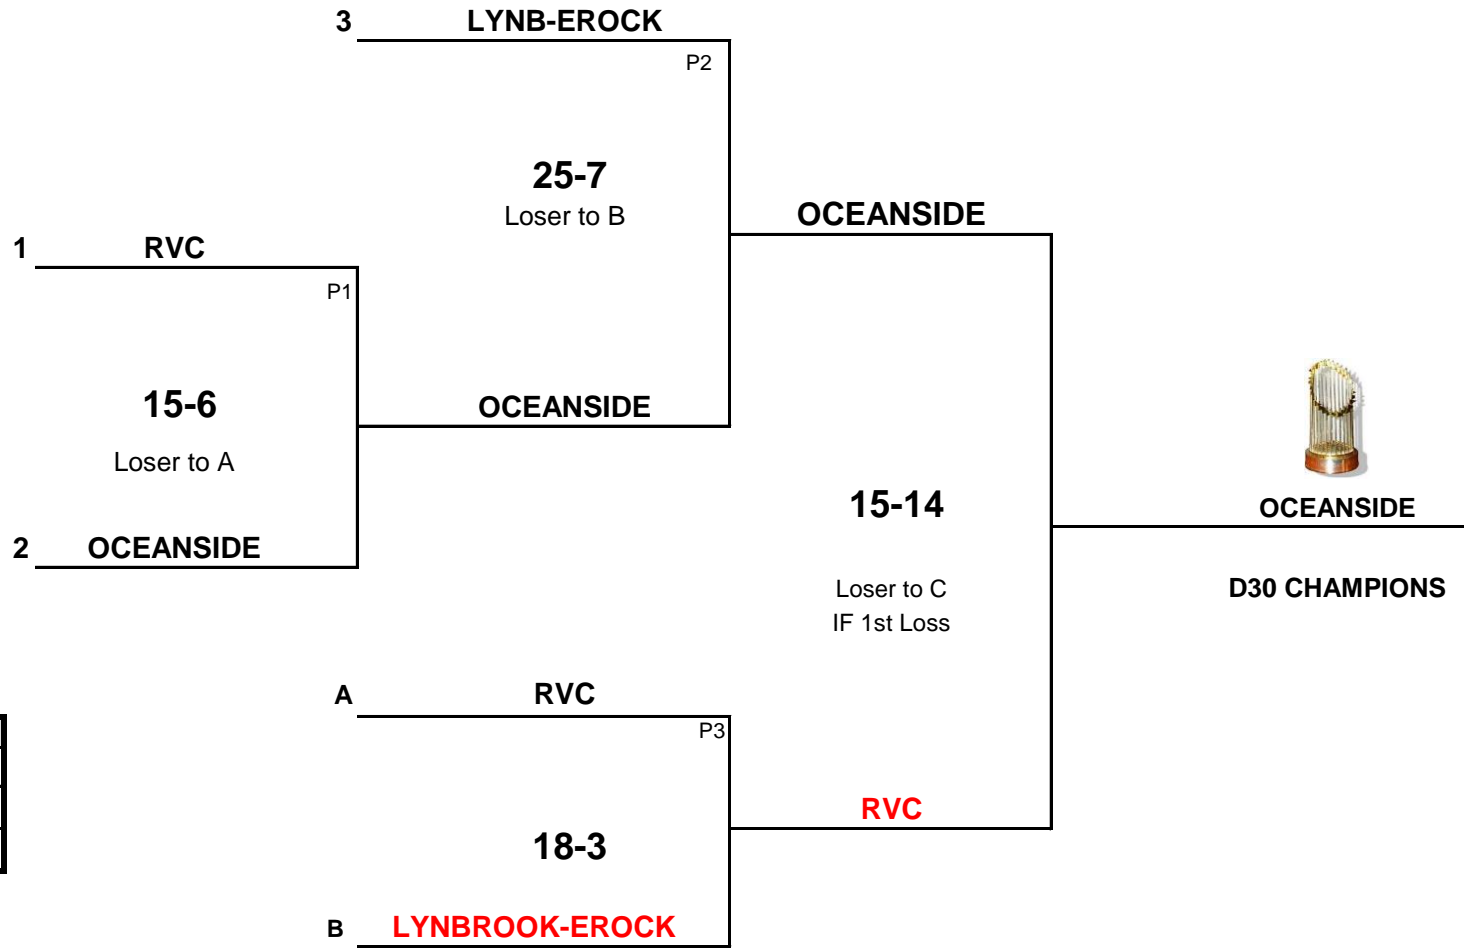 3 LYNB-EROCK
P2
25-7
Loser to B
OCEANSIDE
1 RVC
P1
15-6
Loser to A
OCEANSIDE
2 OCEANSIDE
15-14
Loser to C
IF 1st Loss
OCEANSIDE
D30 CHAMPIONS
A RVC
P3
RVC
18-3
B LYNBROOK-EROCK